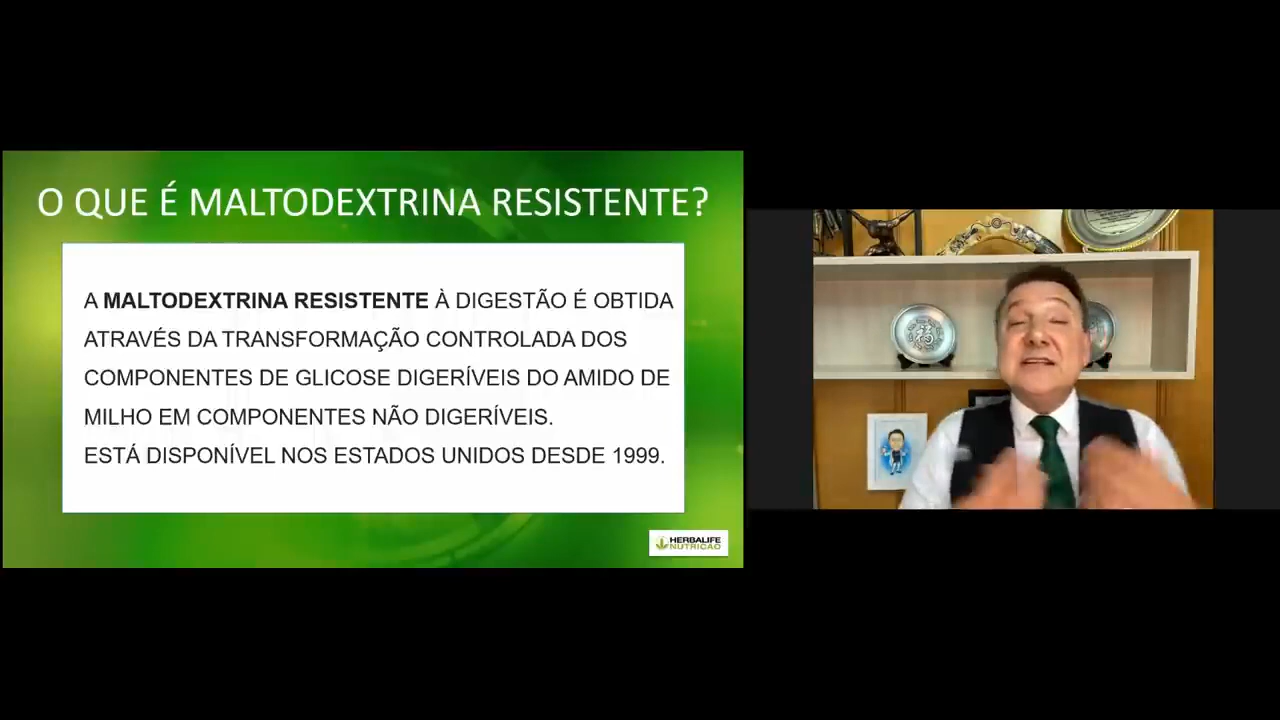 O QUE É MALTODEXTRINA RESISTENTE?
A MALTODEXTRINA RESISTENTE À DIGESTÃO É OBTIDA
ATRAVÉS DA TRANSFORMAÇÃO CONTROLADA DOS
COMPONENTES DE GLICOSE DIGERÍVEIS DO AMIDO DE
MILHO EM COMPONENTES NÃO DIGERÍVEIS.
ESTÁ DISPONÍVEL NOS ESTADOS UNIDOS DESDE 1999.
HERBALIFE
NUTRIÇÃO
福